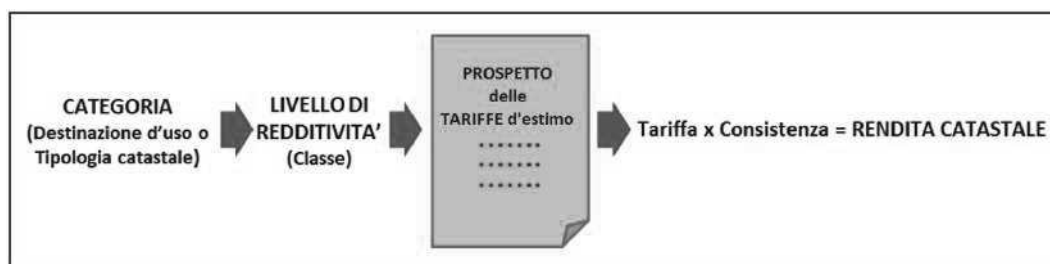 CATEGORIA
(Destinazione d'uso o
Tipologia catastale)
LIVELLO DI
REDDITIVITA'
(Classe)
PROSPETTO
delle
TARIFFE d'estimo
.......
.......
.......
Tariffa x Consistenza = RENDITA CATASTALE